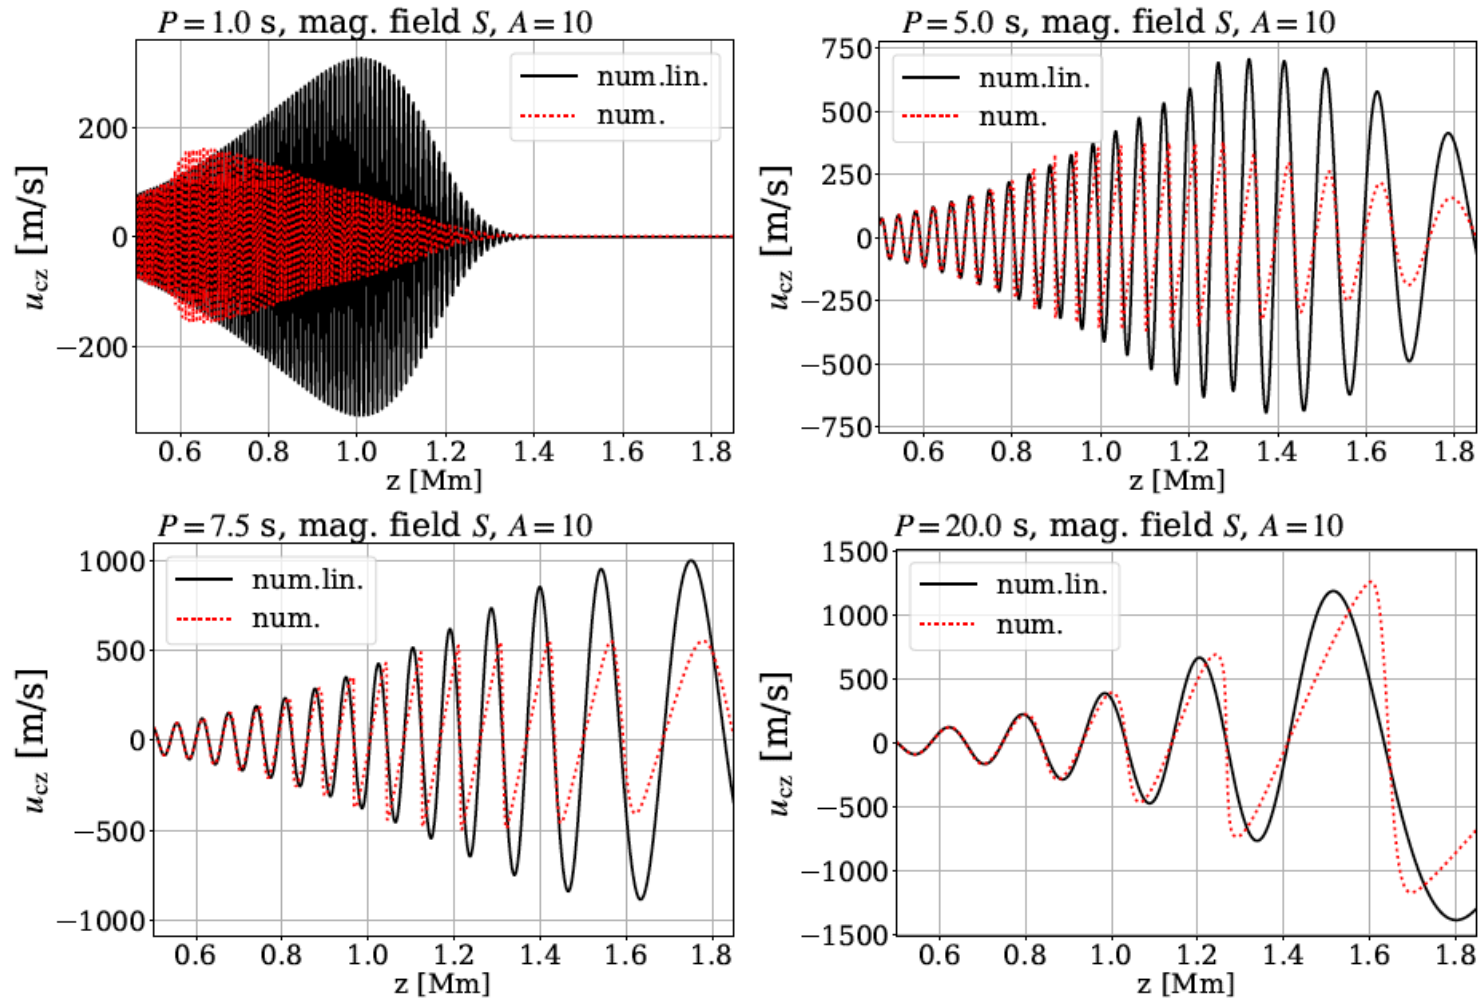 P=1.0 s, mag. field S, A=10
num.lin.
num.
200
0
−200
u_cz [m/s]
0.6 0.8 1.0 1.2 1.4 1.6 1.8
z [Mm]
P=5.0 s, mag. field S, A=10
num.lin.
num.
750
500
250
0
−250
−500
−750
u_cz [m/s]
0.6 0.8 1.0 1.2 1.4 1.6 1.8
z [Mm]
P=7.5 s, mag. field S, A=10
num.lin.
num.
1000
500
0
−500
−1000
u_cz [m/s]
0.6 0.8 1.0 1.2 1.4 1.6 1.8
z [Mm]
P=20.0 s, mag. field S, A=10
num.lin.
num.
1500
1000
500
0
−500
−1000
−1500
u_cz [m/s]
0.6 0.8 1.0 1.2 1.4 1.6 1.8
z [Mm]